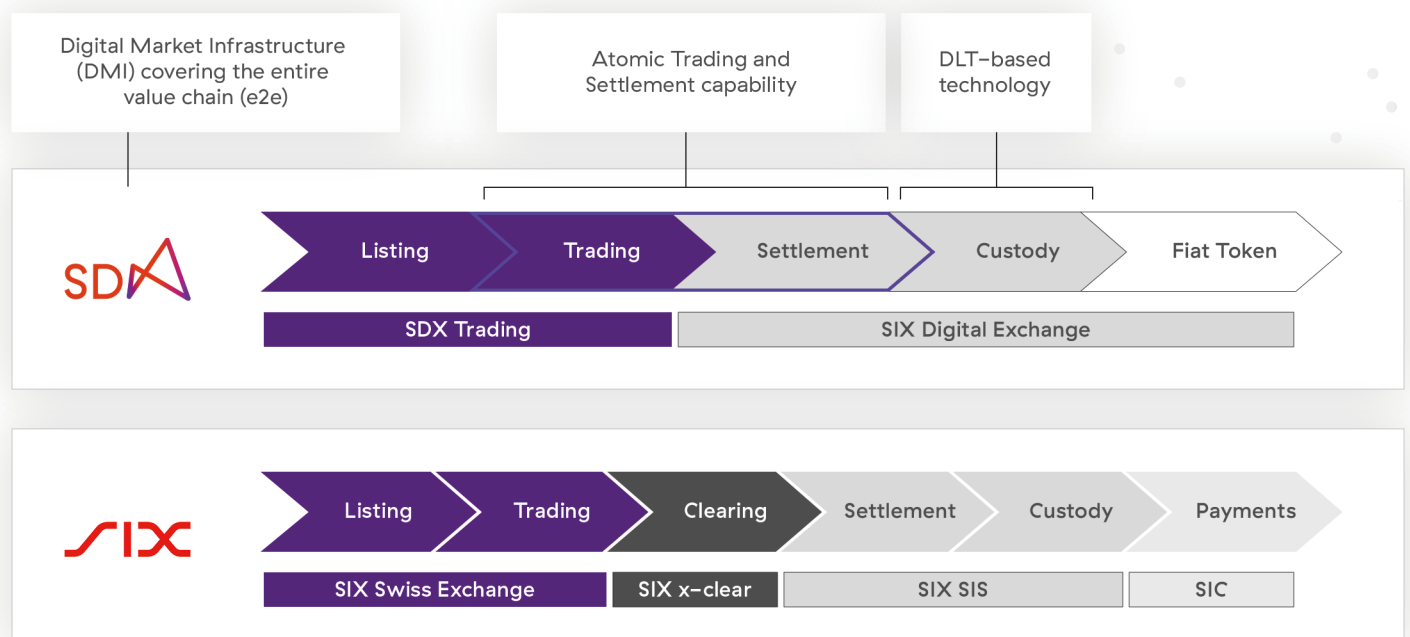 Digital Market Infrastructure
(DMI) covering the entire
value chain (e2e)
Atomic Trading and
Settlement capability
DLT-based
technology
SDX
Listing
Trading
Settlement
Custody
Fiat Token
SDX Trading
SIX Digital Exchange
SIX
Listing
Trading
Clearing
Settlement
Custody
Payments
SIX Swiss Exchange
SIX x-clear
SIX SIS
SIC